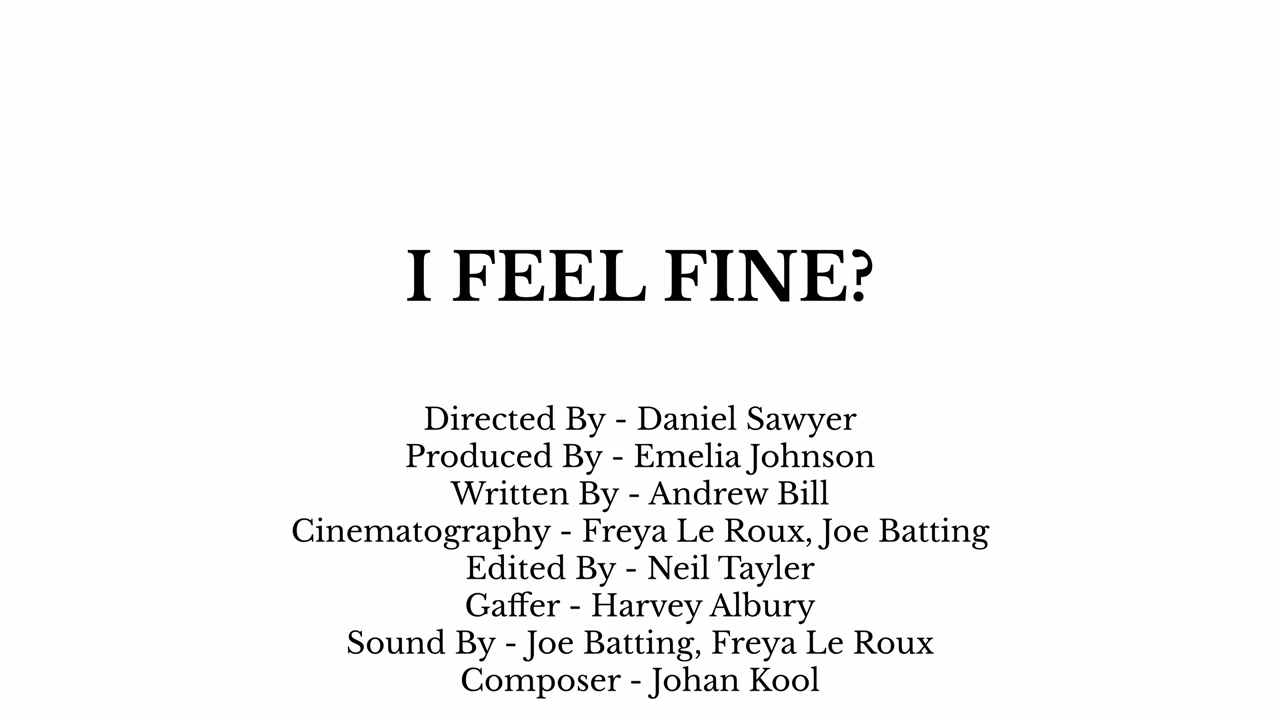 I FEEL FINE?
Directed By - Daniel Sawyer
Produced By - Emelia Johnson
Written By - Andrew Bill
Cinematography - Freya Le Roux, Joe Batting
Edited By - Neil Tayler
Gaffer - Harvey Albury
Sound By - Joe Batting, Freya Le Roux
Composer - Johan Kool